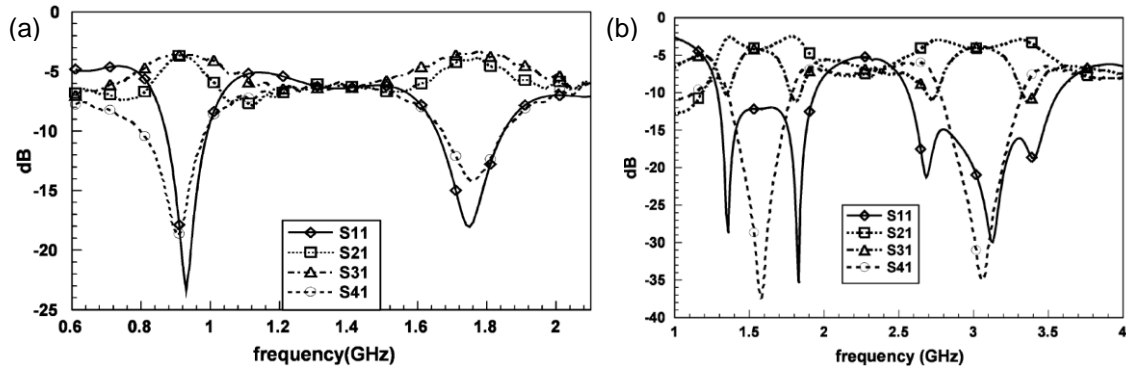 (a)
dB
0
-5
-10
-15
-20
-25
0.6 0.8 1 1.2 1.4 1.6 1.8 2
frequency(GHz)
S11
S21
S31
S41
(b)
dB
0
-5
-10
-15
-20
-25
-30
-35
-40
1 1.5 2 2.5 3 3.5 4
frequency (GHz)
S11
S21
S31
S41